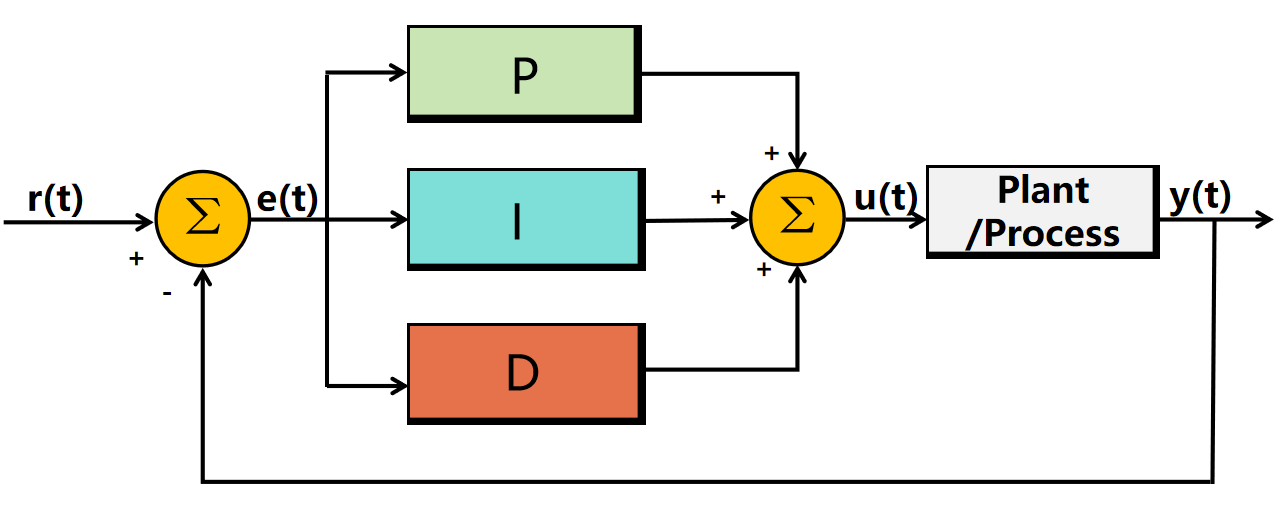 P
r(t)
Σ
e(t)
I
Σ
u(t)
Plant
/Process
y(t)
+
-
+
+
+
D